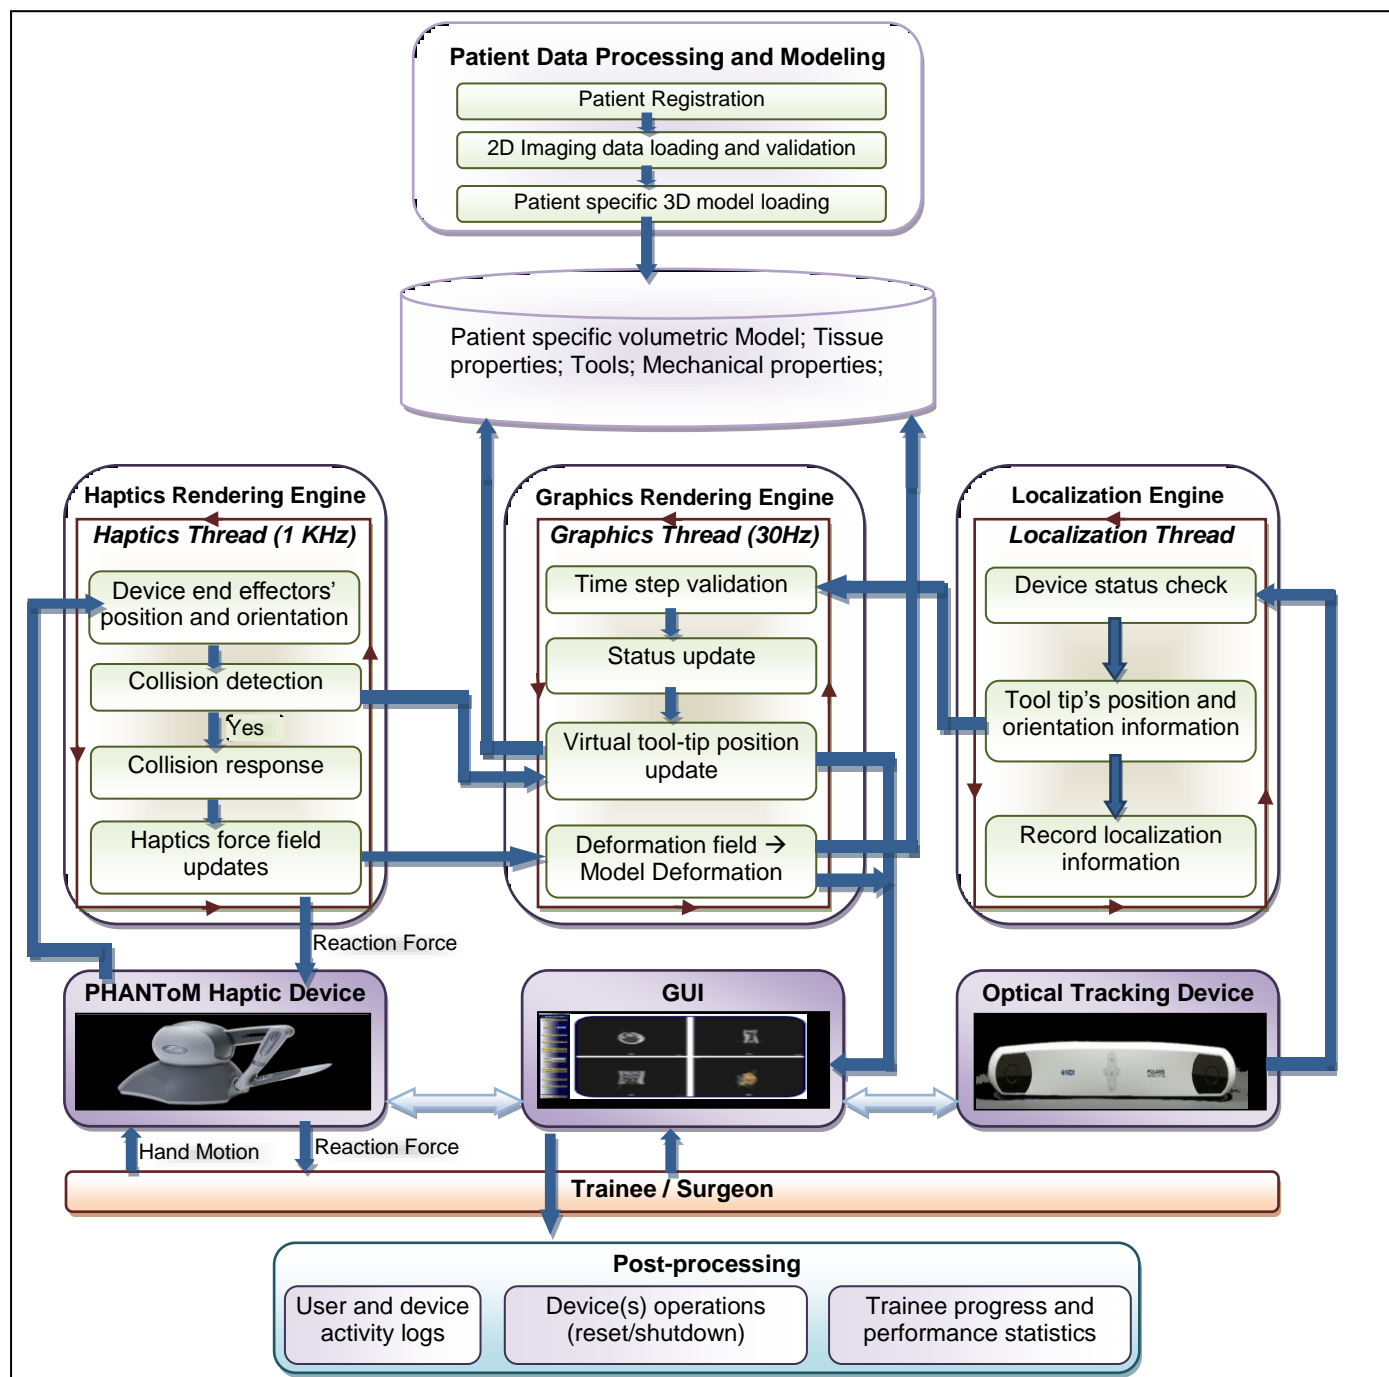 Patient Data Processing and Modeling
Patient Registration
2D Imaging data loading and validation
Patient specific 3D model loading
Patient specific volumetric Model; Tissue
properties; Tools; Mechanical properties;
Haptics Rendering Engine
Haptics Thread (1 KHz)
Device end effectors’
position and orientation
Collision detection
Yes
Collision response
Haptics force field
updates
Graphics Rendering Engine
Graphics Thread (30Hz)
Time step validation
Status update
Virtual tool-tip position
update
Deformation field →
Model Deformation
Localization Engine
Localization Thread
Device status check
Tool tip’s position and
orientation information
Record localization
information
Reaction Force
PHANToM Haptic Device
GUI
Optical Tracking Device
NDI
POLARIS
Hand Motion
Reaction Force
Trainee / Surgeon
Post-processing
User and device
activity logs
Device(s) operations
(reset/shutdown)
Trainee progress and
performance statistics